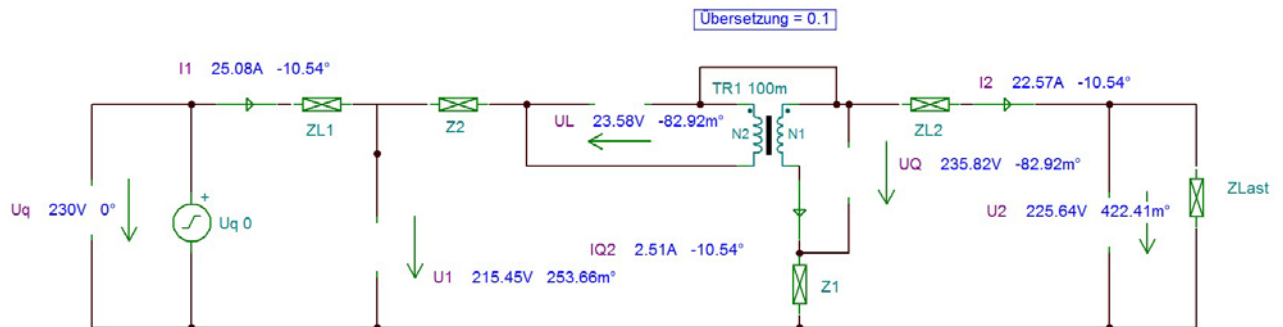 Übersetzung = 0.1
I1 25.08A -10.54°
ZL1
Z2
UL 23.58V -82.92m°
TR1 100m
N2
N1
I2 22.57A -10.54°
ZL2
UQ 235.82V -82.92m°
ZLast
Uq 230V 0°
+
Uq 0
U2 225.64V 422.41m°
IQ2 2.51A -10.54°
U1 215.45V 253.66m°
Z1